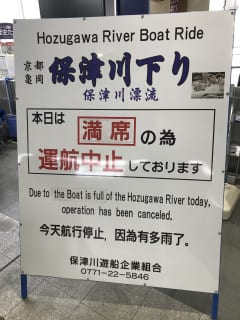 Hozugawa River Boat Ride
京都
亀岡
保津川下り
保津川漂流
本日は 満席 の為
運航中止 しております
Due to the Boat is full of the Hozugawa River today,
operation has been canceled.
今天航行停止，因為有多雨了。
保津川遊船企業組合
0771-22-5846